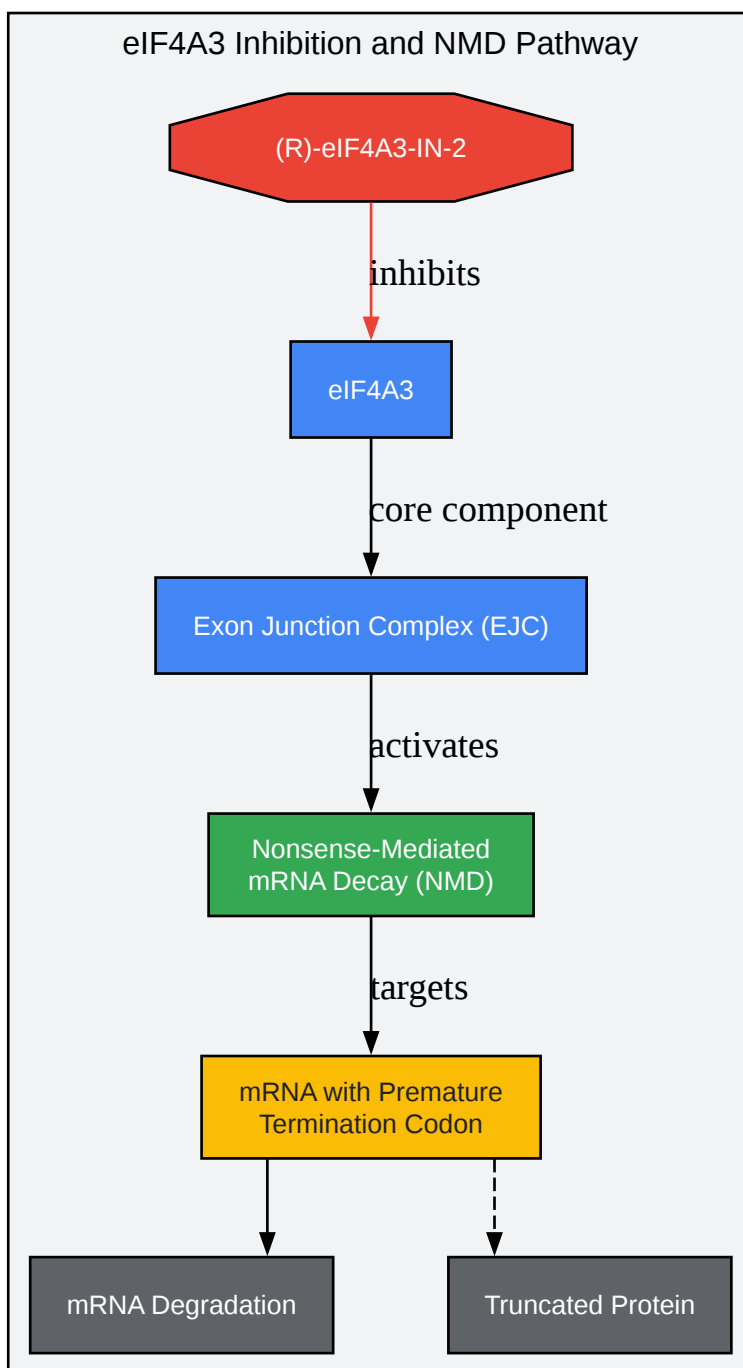 eIF4A3 Inhibition and NMD Pathway
(R)-eIF4A3-IN-2
inhibits
eIF4A3
core component
Exon Junction Complex (EJC)
activates
Nonsense-Mediated
mRNA Decay (NMD)
targets
mRNA with Premature
Termination Codon
mRNA Degradation
Truncated Protein